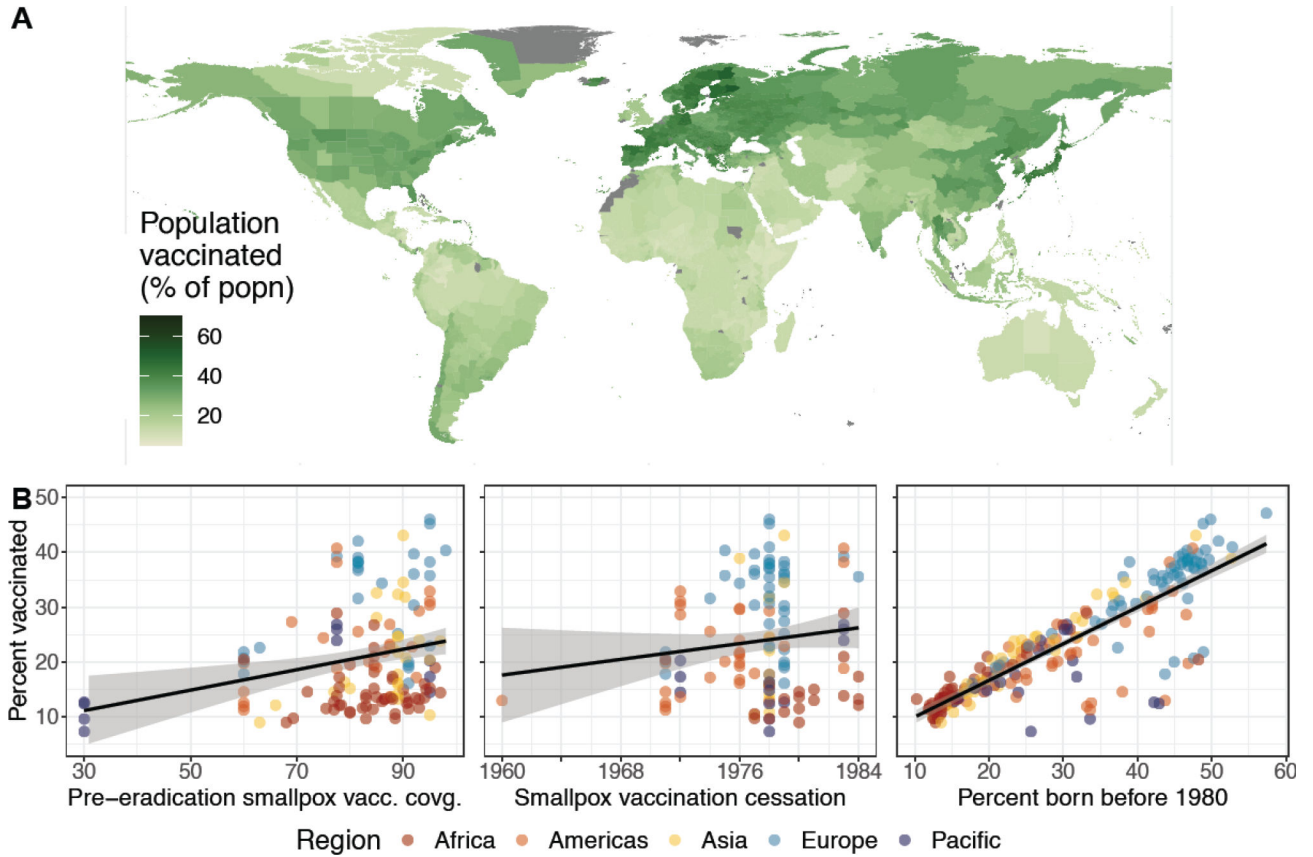 A
Population
vaccinated
(% of popn)
60
40
20
B
Percent vaccinated
50
40
30
20
10
30 50 70 90
1960 1968 1976 1984
10 20 30 40 50 60
Pre−eradication smallpox vacc. covg.
Smallpox vaccination cessation
Percent born before 1980
Region Africa Americas Asia Europe Pacific